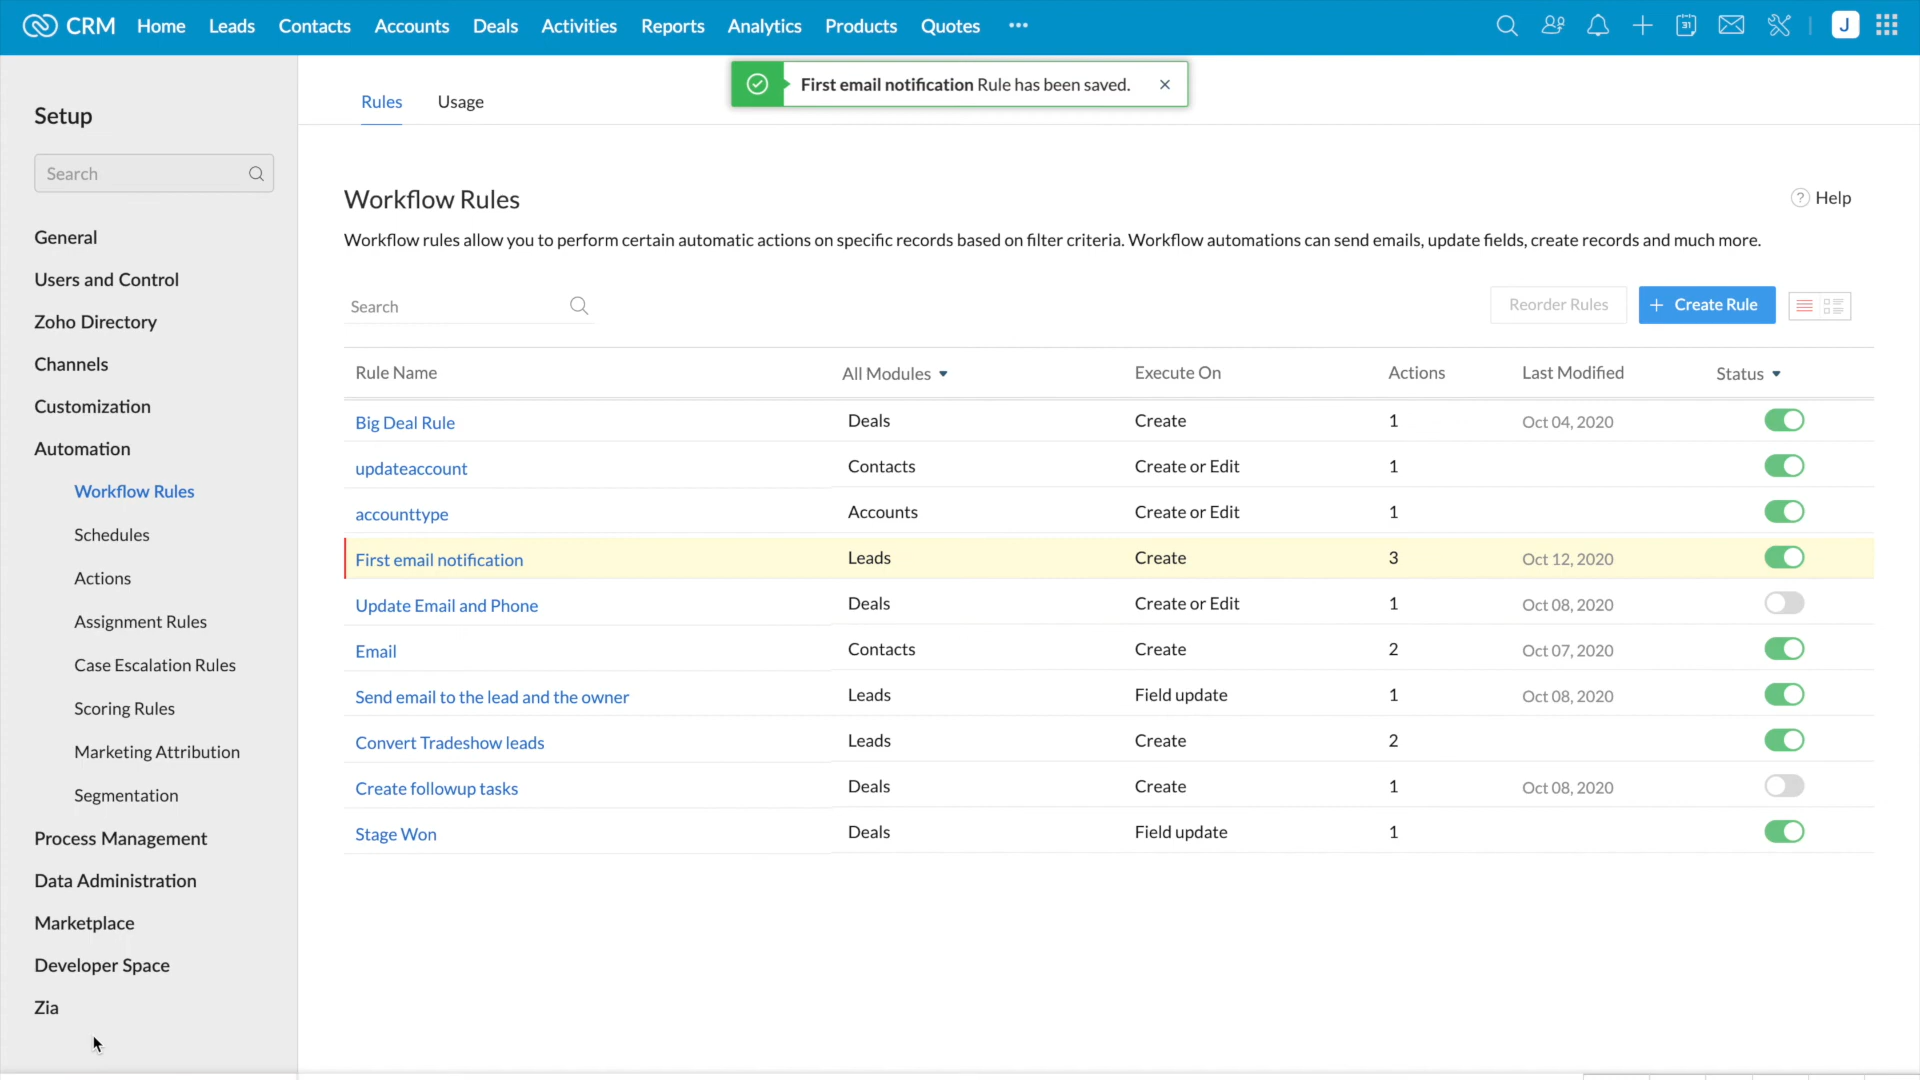 CRM Home Leads Contacts Accounts Deals Activities Reports Analytics Products Quotes ••• 31 J
First email notification Rule has been saved. ×
Setup
Search
General
Users and Control
Zoho Directory
Channels
Customization
Automation
Workflow Rules
Schedules
Actions
Assignment Rules
Case Escalation Rules
Scoring Rules
Marketing Attribution
Segmentation
Process Management
Data Administration
Marketplace
Developer Space
Zia
Rules Usage
Workflow Rules
? Help
Workflow rules allow you to perform certain automatic actions on specific records based on filter criteria. Workflow automations can send emails, update fields, create records and much more.
Search
Reorder Rules + Create Rule
Rule Name All Modules Execute On Actions Last Modified Status
Big Deal Rule Deals Create 1 Oct 04, 2020
updateaccount Contacts Create or Edit 1
accounttype Accounts Create or Edit 1
First email notification Leads Create 3 Oct 12, 2020
Update Email and Phone Deals Create or Edit 1 Oct 08, 2020
Email Contacts Create 2 Oct 07, 2020
Send email to the lead and the owner Leads Field update 1 Oct 08, 2020
Convert Tradeshow leads Leads Create 2
Create followup tasks Deals Create 1 Oct 08, 2020
Stage Won Deals Field update 1